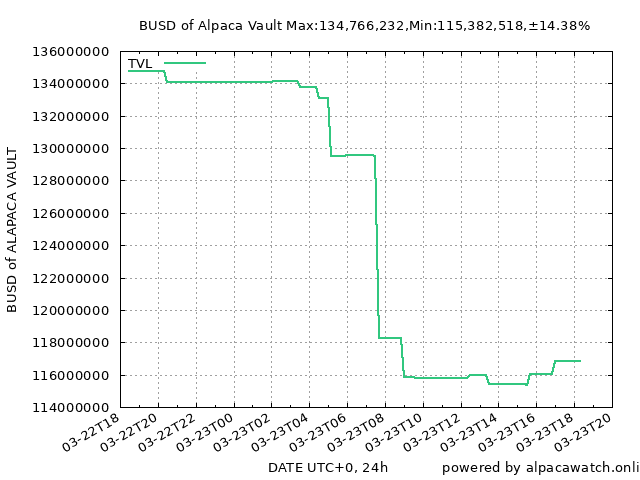 BUSD of Alpaca Vault Max:134,766,232,Min:115,382,518,±14.38%
136000000
TVL
134000000
132000000
130000000
128000000
126000000
124000000
122000000
120000000
118000000
116000000
114000000
BUSD of ALAPACA VAULT
03-22T18
03-22T20
03-22T22
03-23T00
03-23T02
03-23T04
03-23T06
03-23T08
03-23T10
03-23T12
03-23T14
03-23T16
03-23T18
03-23T20
DATE UTC+0, 24h
powered by alpacawatch.onli